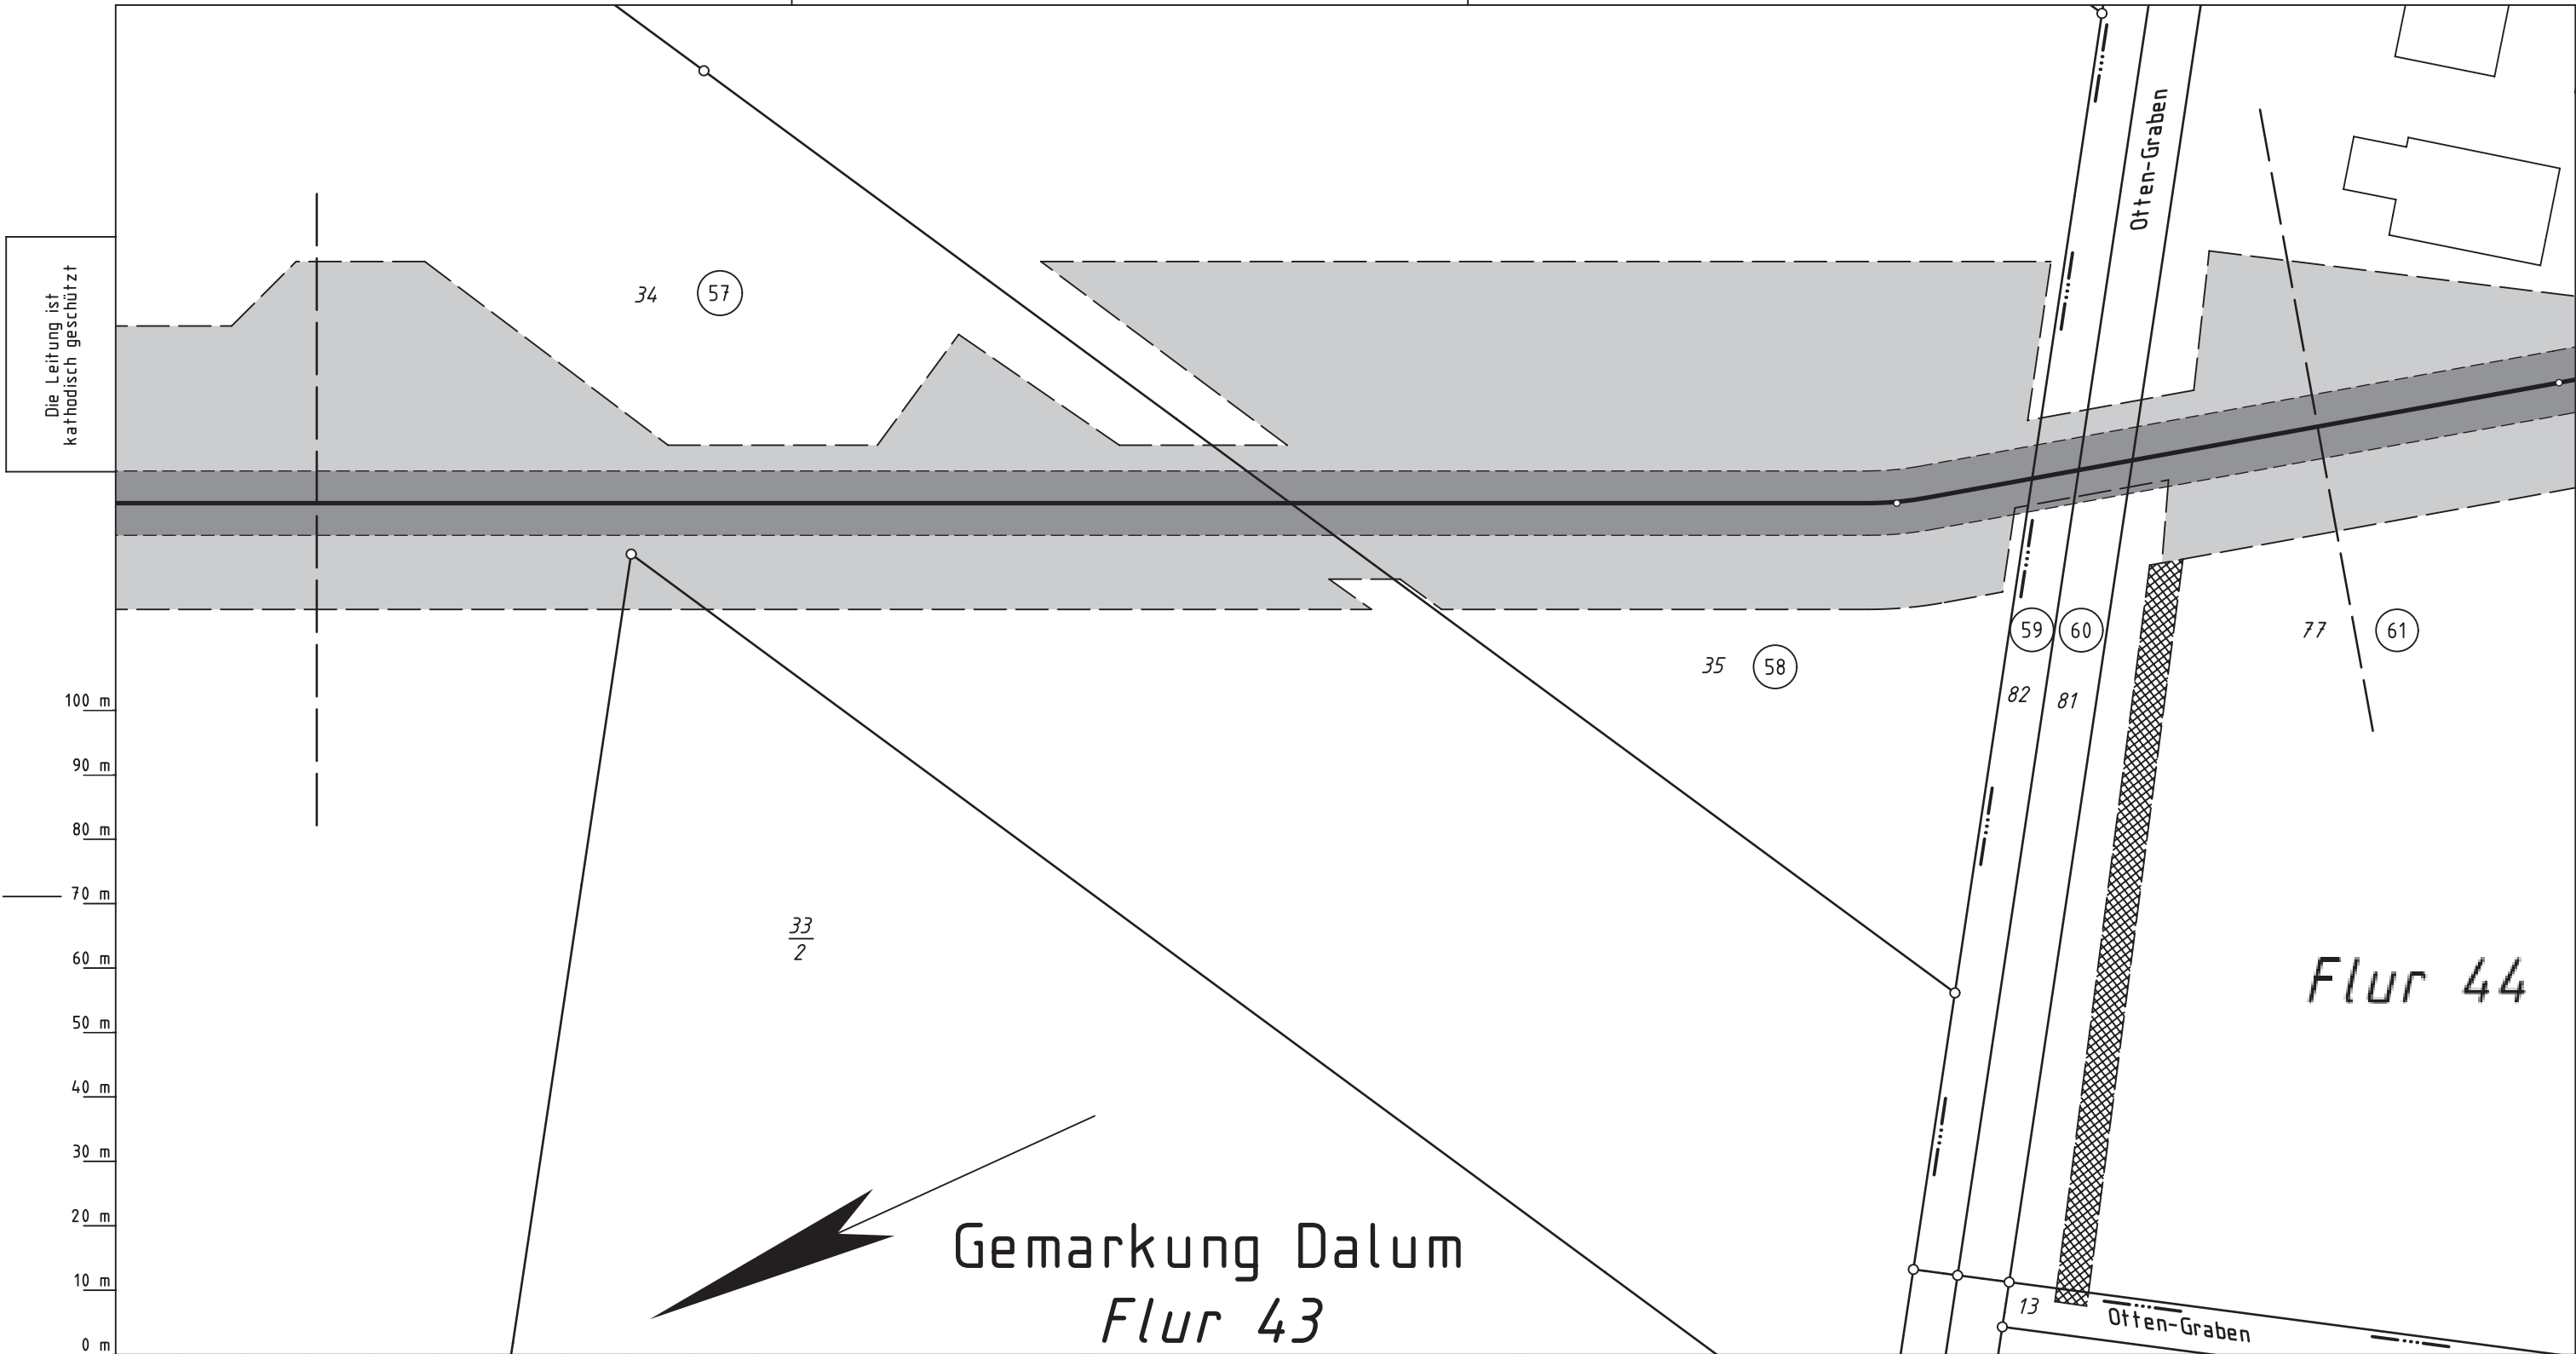 Otten-Graben
Die Leitung ist
kathodisch geschützt
34 57
59 60
77 61
35 58
82 81
100 m
90 m
80 m
70 m
60 m
50 m
40 m
30 m
20 m
10 m
0 m
33
2
Flur 44
Gemarkung Dalum
Flur 43
13
Otten-Graben